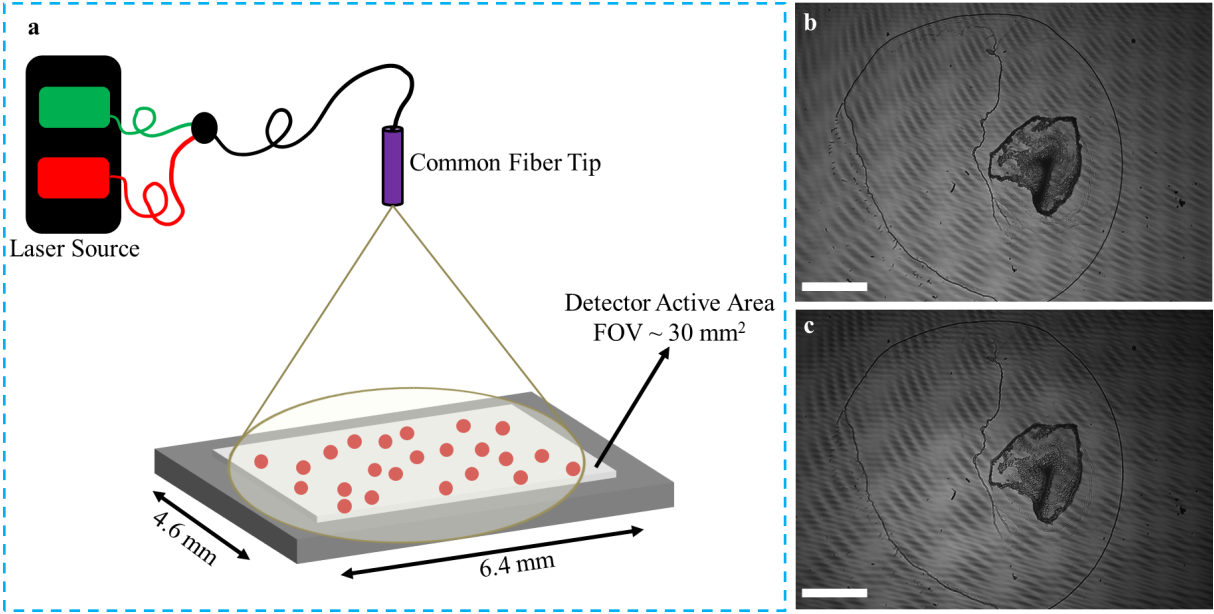 a
Laser Source
Common Fiber Tip
Detector Active Area
FOV ~ 30 mm²
4.6 mm
6.4 mm
b
c